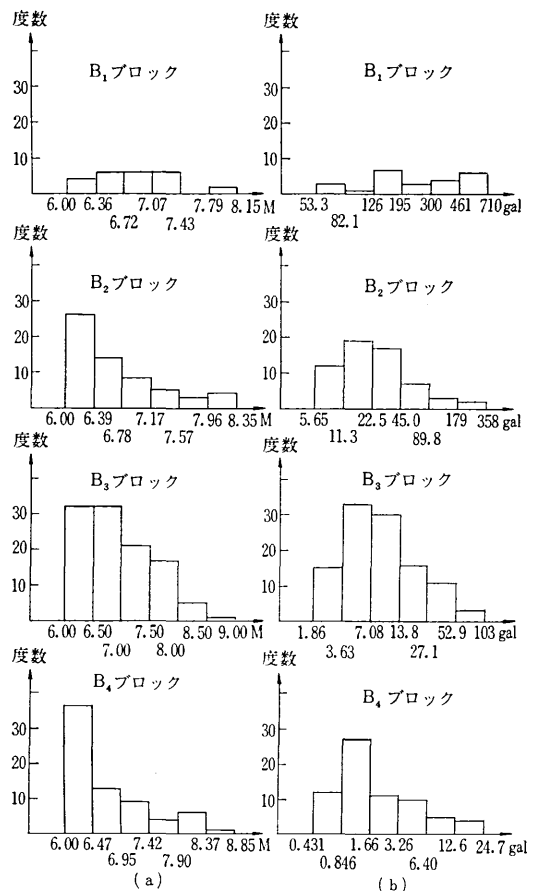 度数 度数
B₁ブロック B₁ブロック
30 30
20 20
10 10
6.00 6.36 7.07 7.79 8.15 M 53.3 126 195 300 461 710 gal
6.72 7.43 82.1
度数 度数
B₂ブロック B₂ブロック
30 30
20 20
10 10
6.00 6.39 7.17 7.96 8.35 M 5.65 22.5 45.0 179 358 gal
6.78 7.57 11.3 89.8
度数 度数
B₃ブロック B₃ブロック
30 30
20 20
10 10
6.00 6.50 7.50 8.50 9.00 M 1.86 7.08 13.8 52.9 103 gal
7.00 8.00 3.63 27.1
度数 度数
B₄ブロック B₄ブロック
30 30
20 20
10 10
6.00 6.47 7.42 8.37 8.85 M 0.431 1.66 3.26 12.6 24.7 gal
6.95 7.90 0.846 6.40
(a) (b)